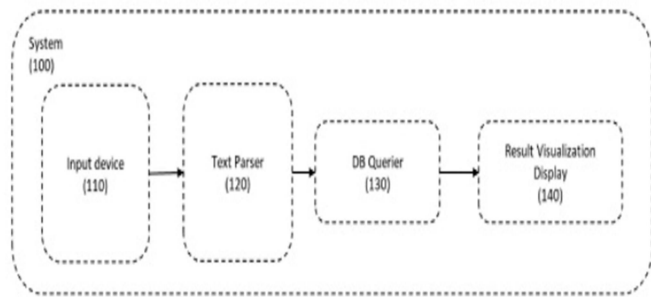 System
(100)
Input device
(110)
Text Parser
(120)
DB Querier
(130)
Result Visualization
Display
(140)